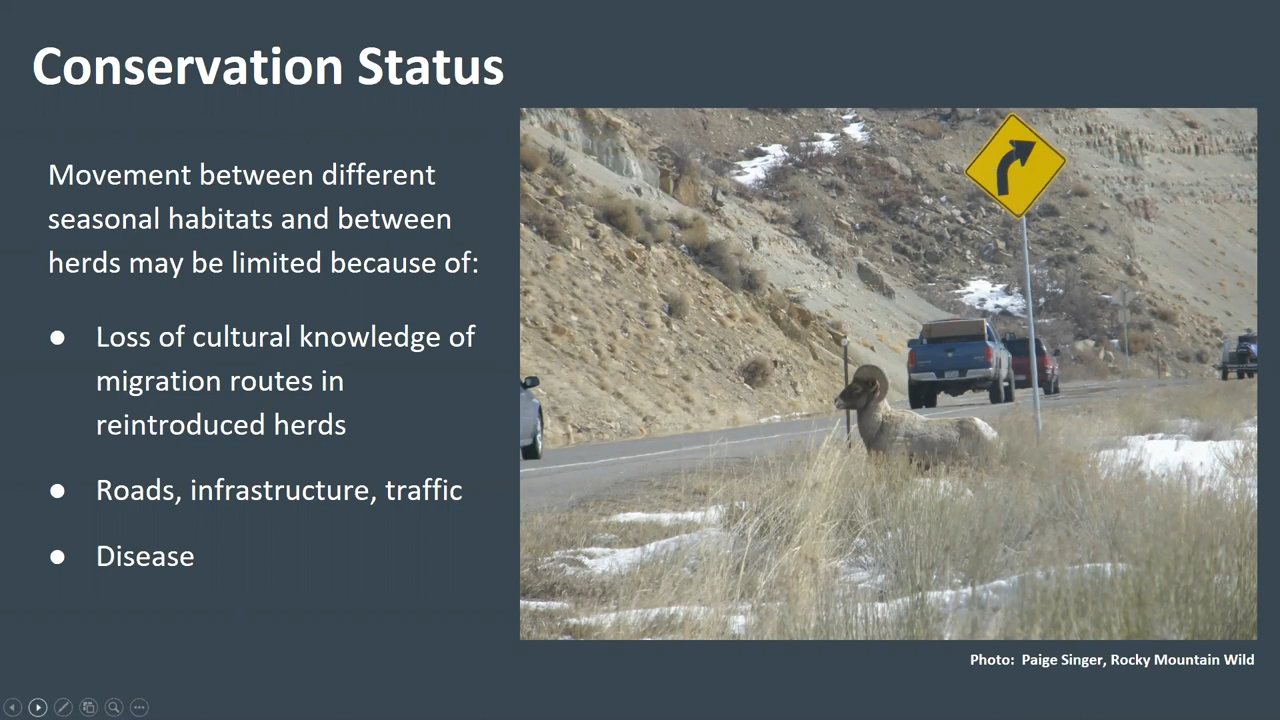 Conservation Status
Movement between different
seasonal habitats and between
herds may be limited because of:
● Loss of cultural knowledge of
migration routes in
reintroduced herds
● Roads, infrastructure, traffic
● Disease
Photo: Paige Singer, Rocky Mountain Wild